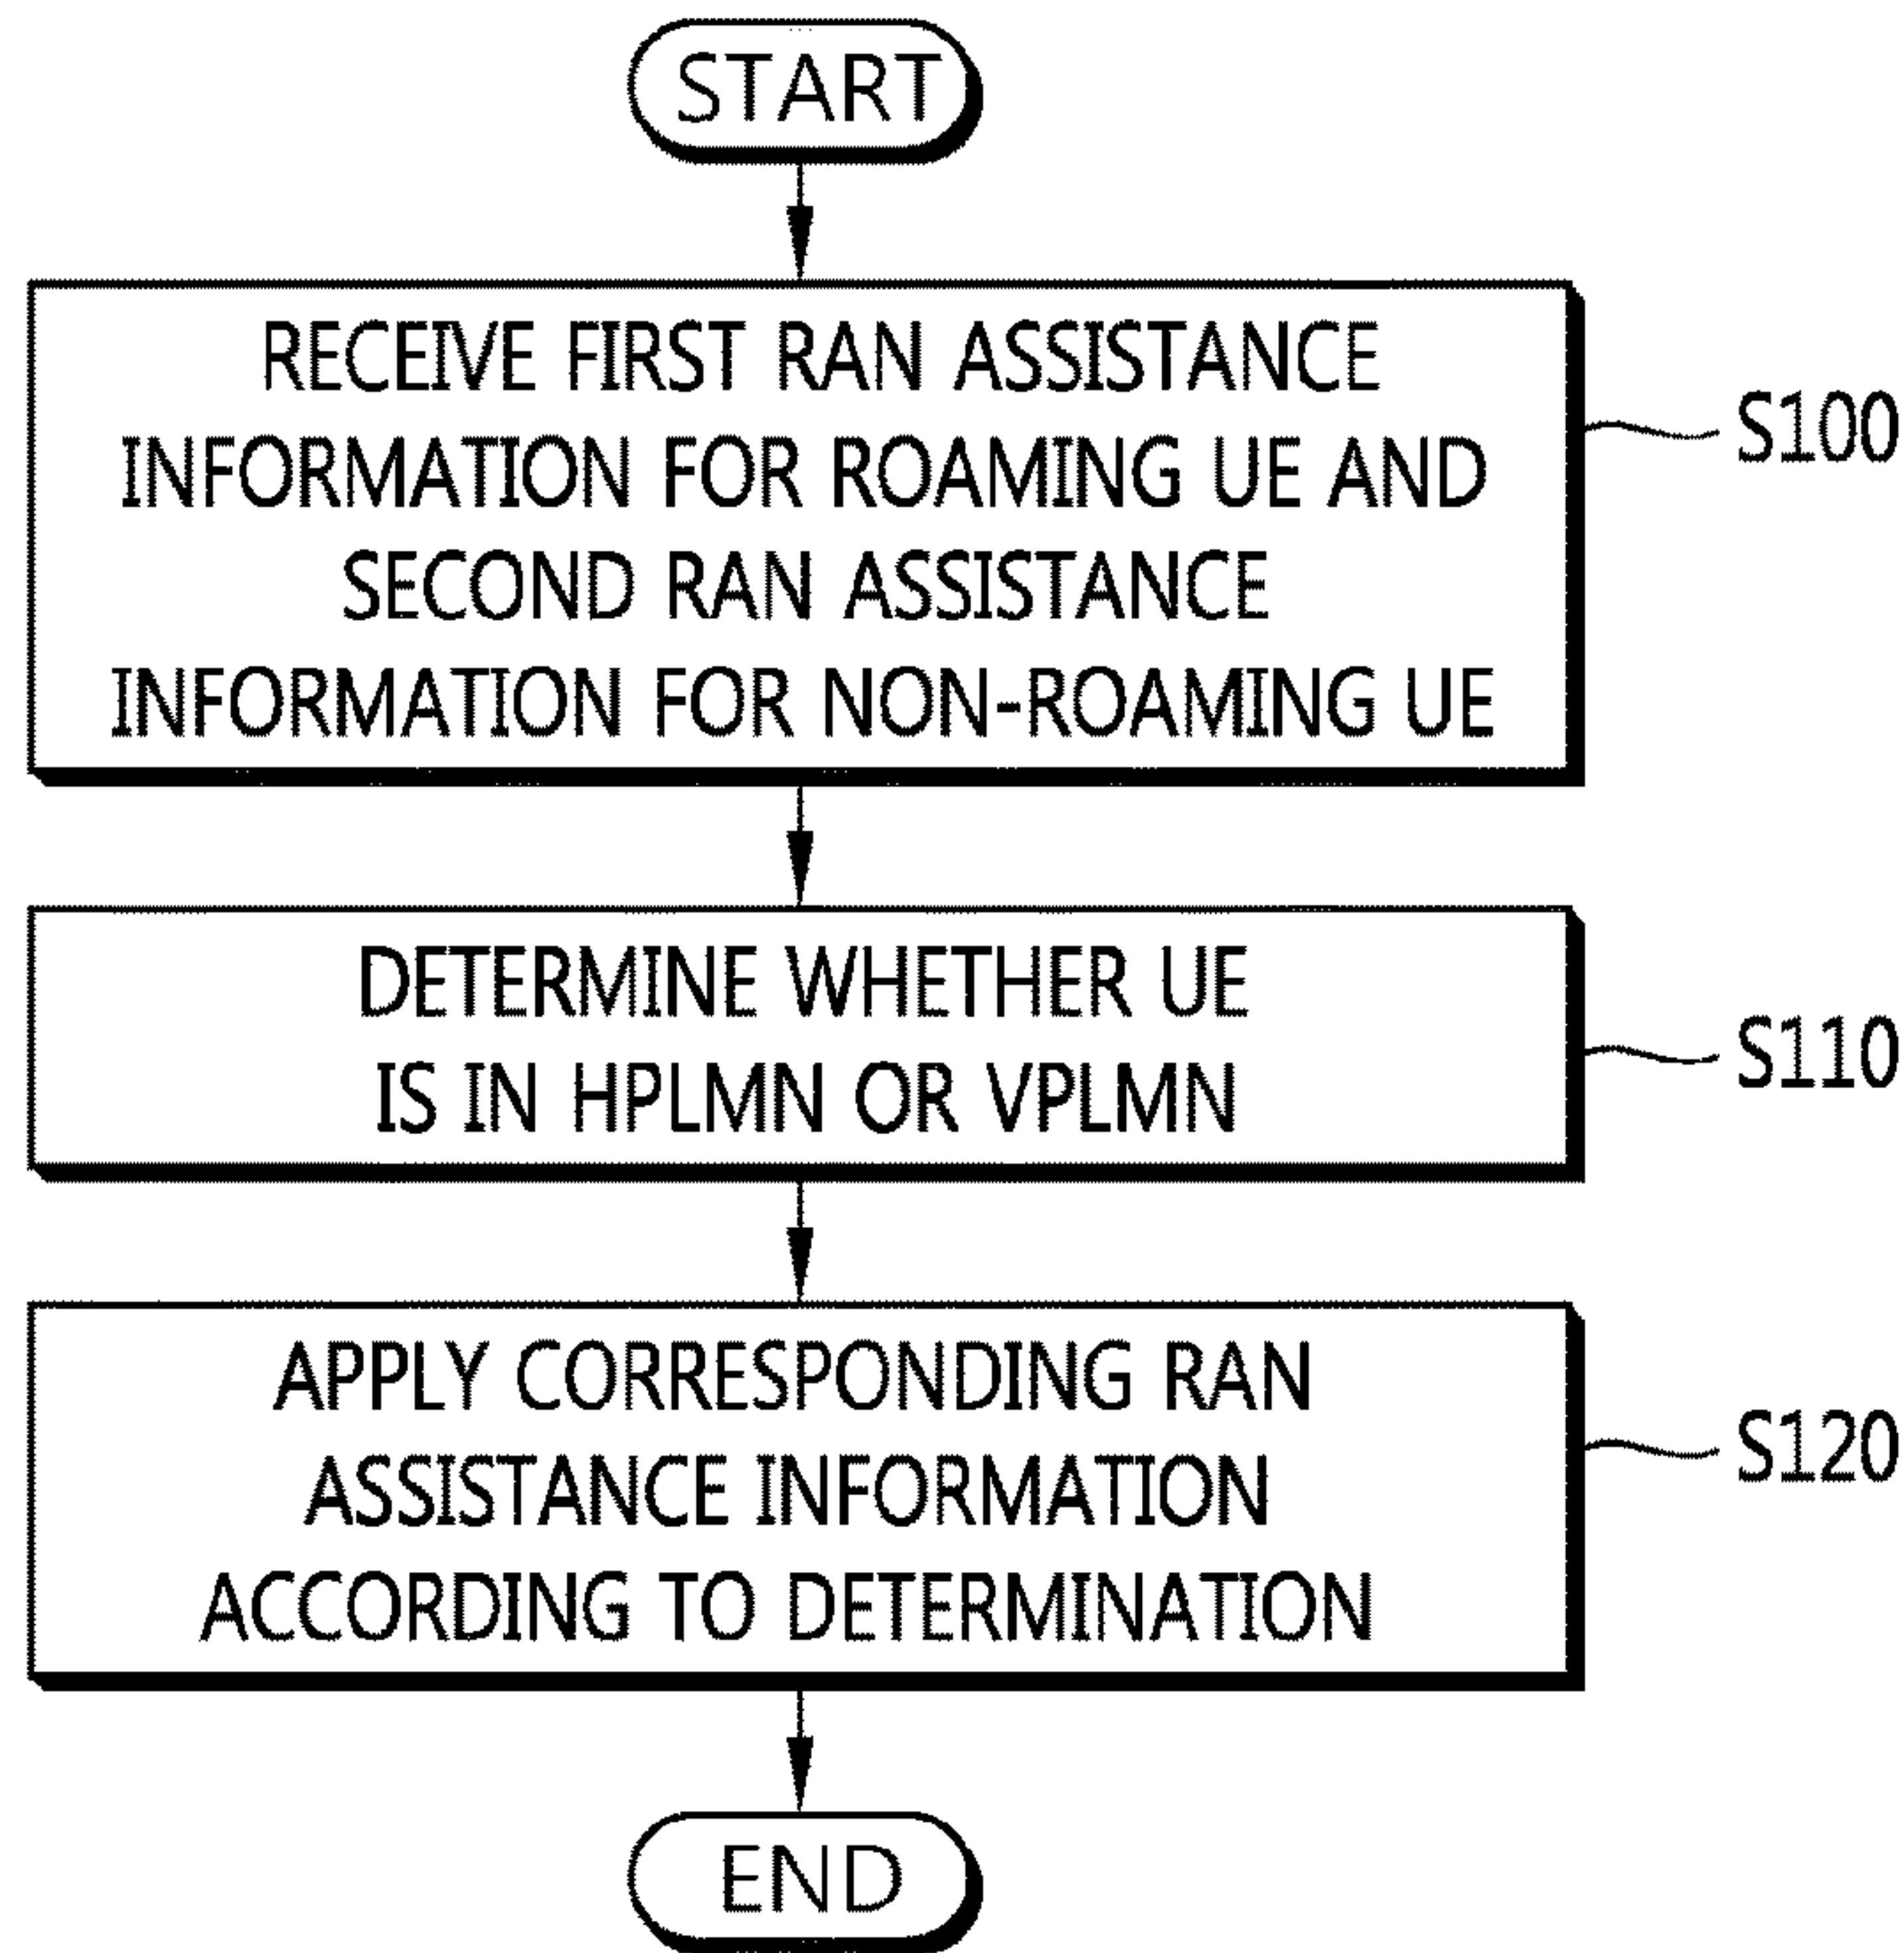 START
RECEIVE FIRST RAN ASSISTANCE
INFORMATION FOR ROAMING UE AND
SECOND RAN ASSISTANCE
INFORMATION FOR NON-ROAMING UE
S100
DETERMINE WHETHER UE
IS IN HPLMN OR VPLMN
S110
APPLY CORRESPONDING RAN
ASSISTANCE INFORMATION
ACCORDING TO DETERMINATION
S120
END